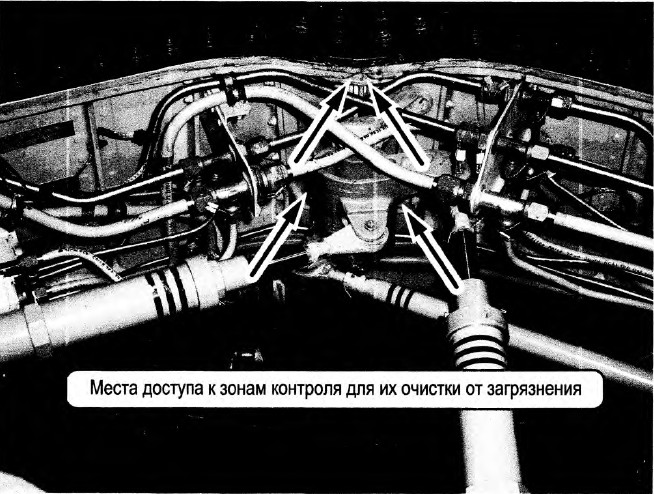 Места доступа к зонам контроля для их очистки от загрязнения